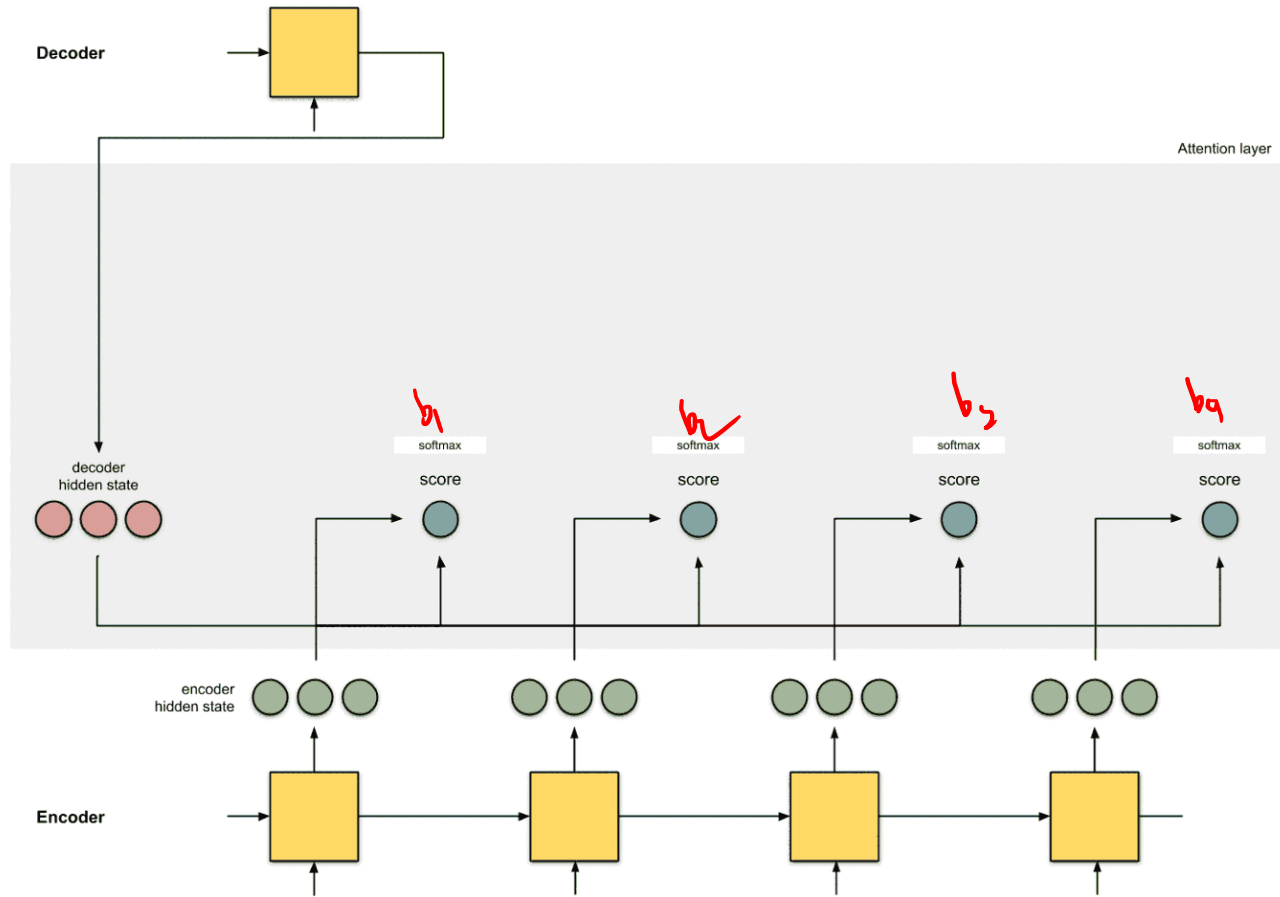 Decoder
Attention layer
b1 b2 b3 b4
softmax softmax softmax softmax
decoder
hidden state
score score score score
encoder
hidden state
Encoder